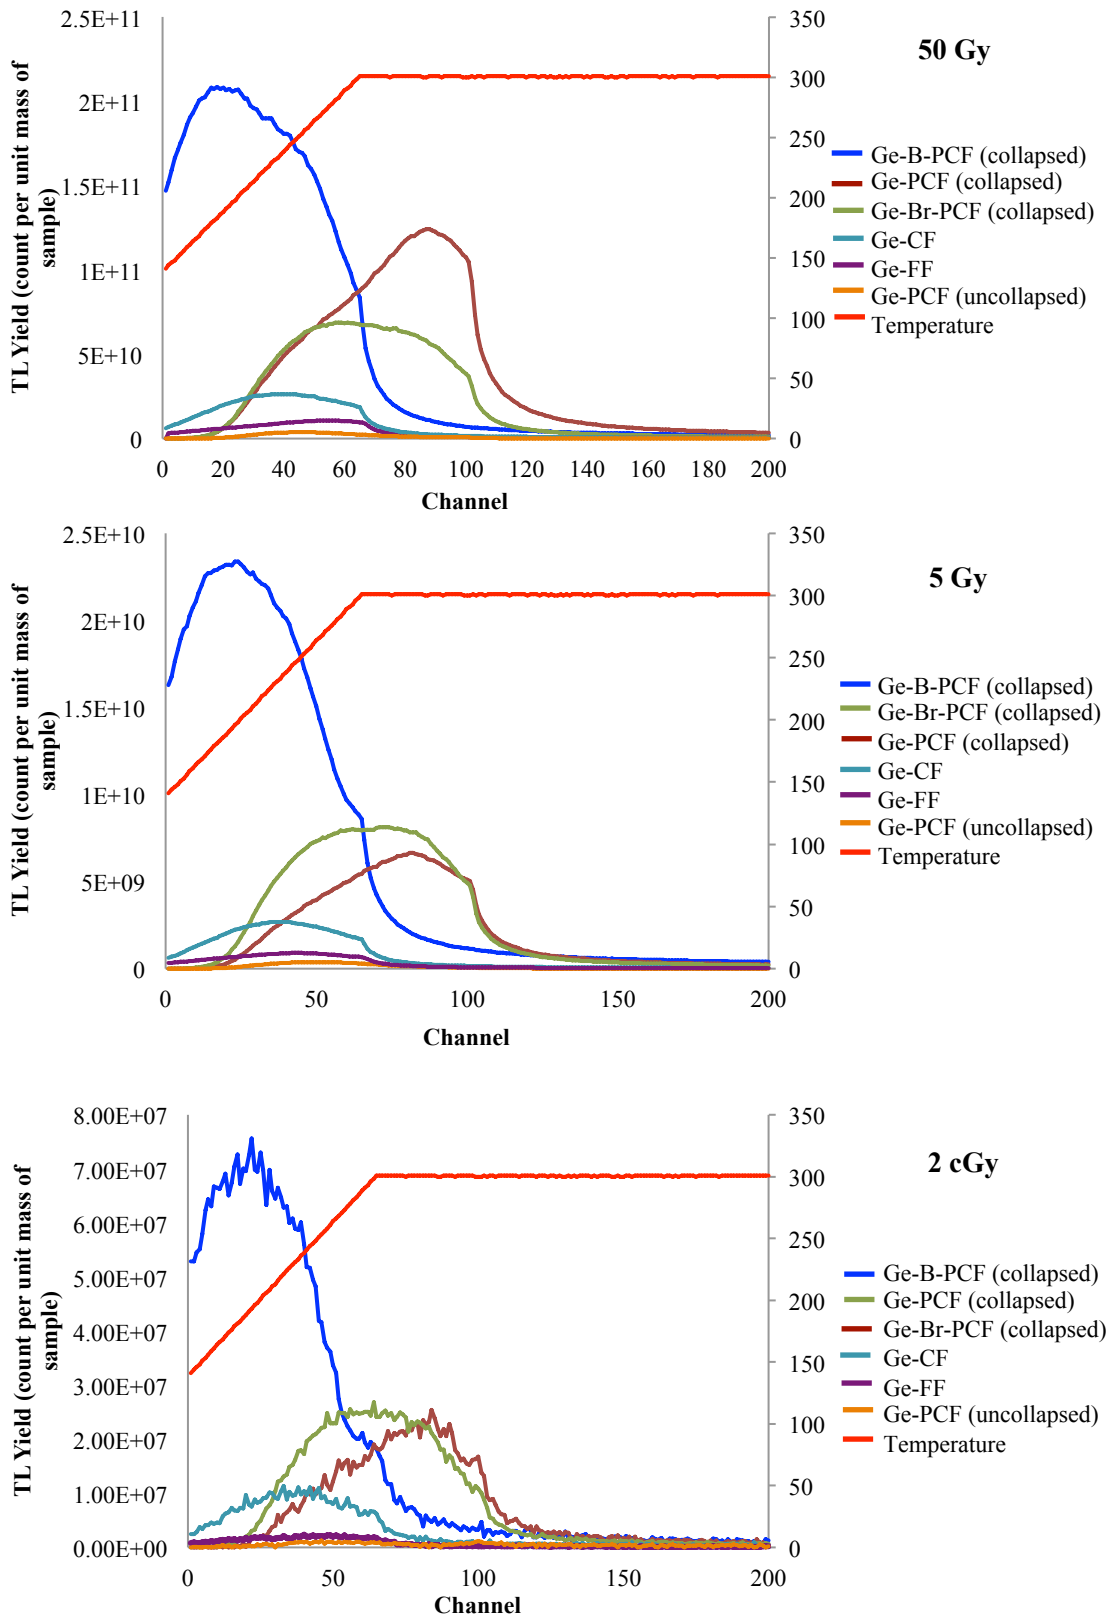 50 Gy
TL Yield (count per unit mass of
sample)
2.5E+11
2E+11
1.5E+11
1E+11
5E+10
0
350
300
250
200
150
100
50
0
0 20 40 60 80 100 120 140 160 180 200
Channel
Ge-B-PCF (collapsed)
Ge-PCF (collapsed)
Ge-Br-PCF (collapsed)
Ge-CF
Ge-FF
Ge-PCF (uncollapsed)
Temperature
5 Gy
TL Yield (count per unit mass of
sample)
2.5E+10
2E+10
1.5E+10
1E+10
5E+09
0
350
300
250
200
150
100
50
0
0 50 100 200
Channel
Ge-B-PCF (collapsed)
Ge-Br-PCF (collapsed)
Ge-PCF (collapsed)
Ge-CF
Ge-FF
Ge-PCF (uncollapsed)
Temperature
2 cGy
TL Yield (count per unit mass of
sample)
8.00E+07
7.00E+07
6.00E+07
5.00E+07
4.00E+07
3.00E+07
2.00E+07
1.00E+07
0.00E+00
350
300
250
200
150
100
50
0
0 50 100 150 200
Channel
Ge-B-PCF (collapsed)
Ge-PCF (collapsed)
Ge-Br-PCF (collapsed)
Ge-CF
Ge-FF
Ge-PCF (uncollapsed)
Temperature